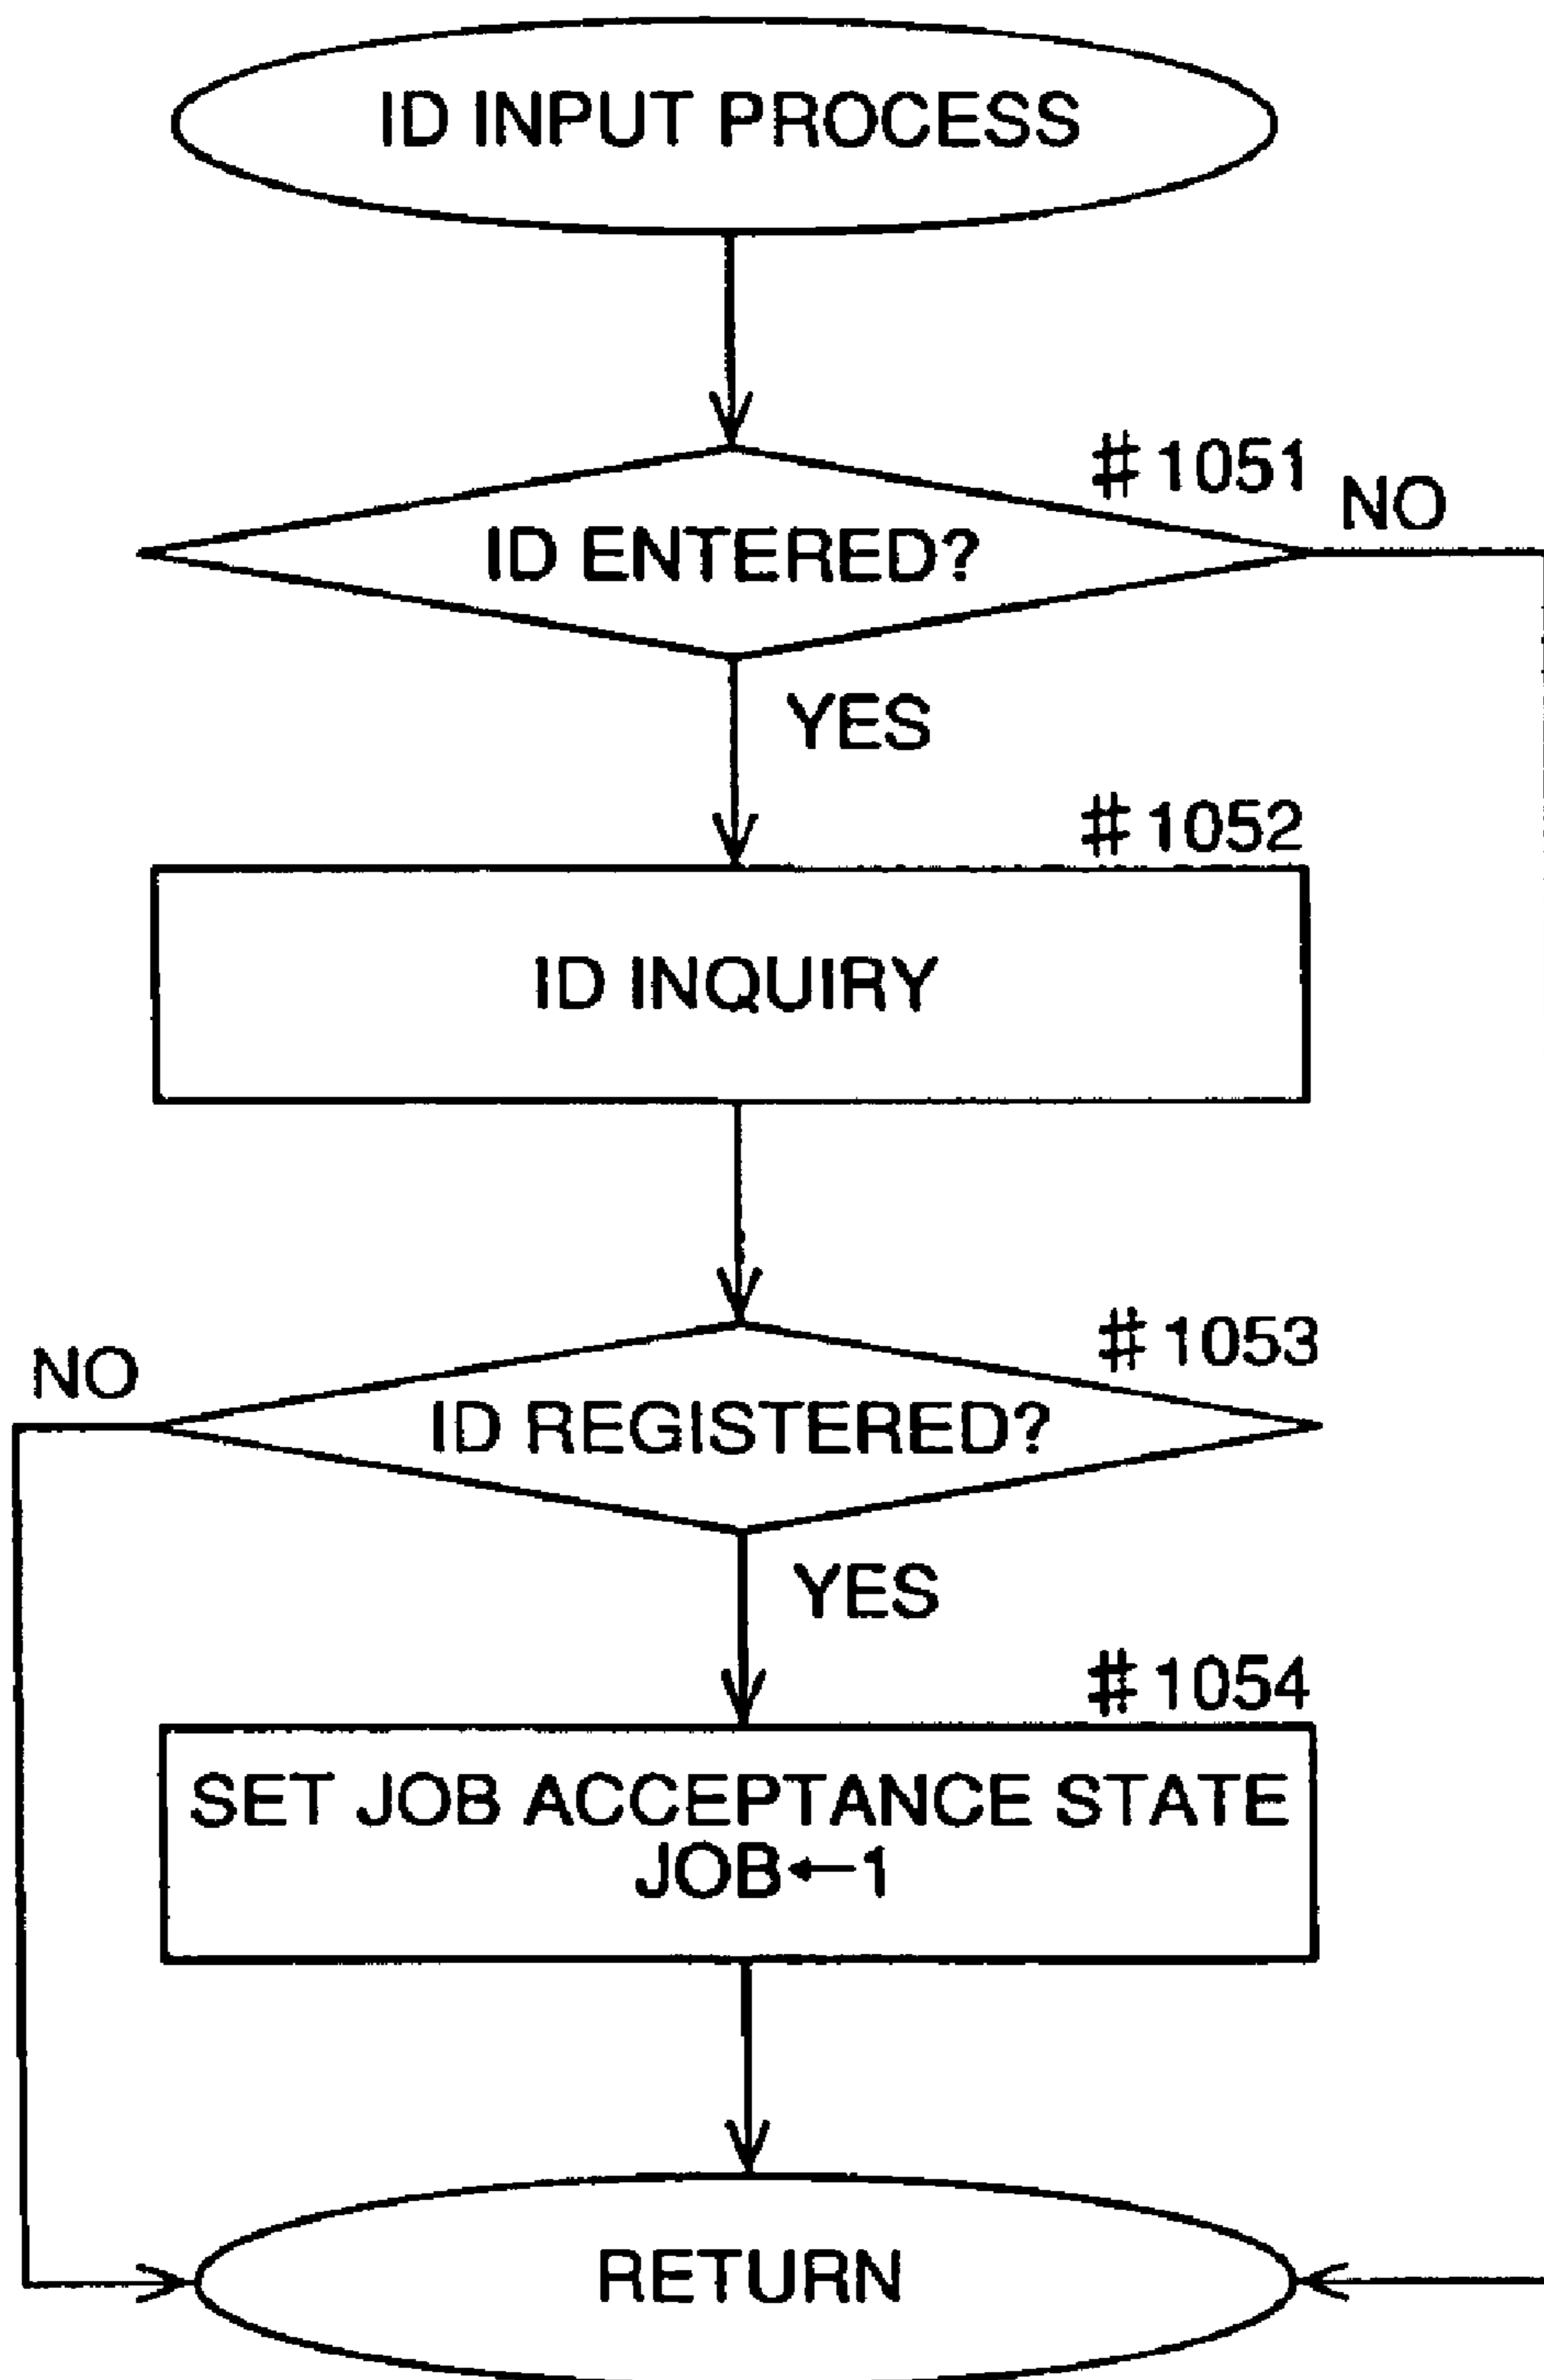 ID INPUT PROCESS
#1051
NO
ID ENTERED?
YES
#1052
ID INQUIRY
#1053
NO
ID REGISTERED?
YES
#1054
SET JOB ACCEPTANCE STATE
JOB←1
RETURN